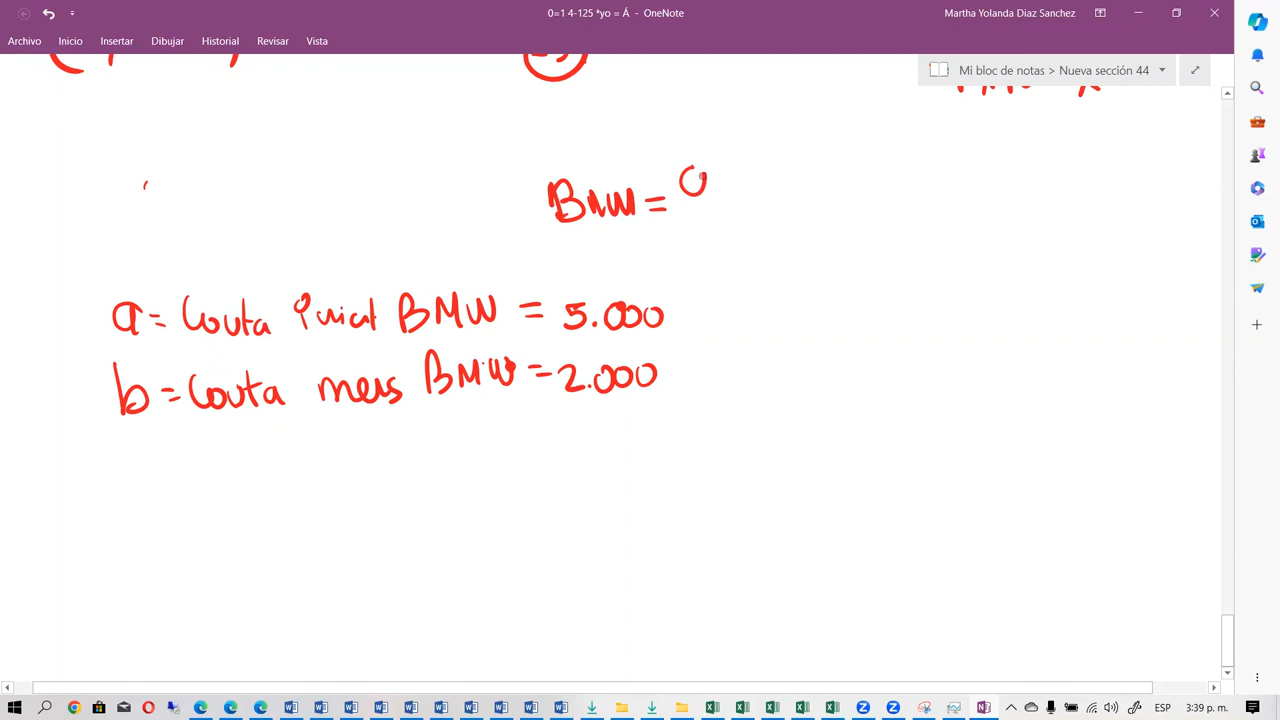 0=1 4-125 *yo = Á - OneNote
Martha Yolanda Diaz Sanchez
Archivo Inicio Insertar Dibujar Historial Revisar Vista
Mi bloc de notas > Nueva sección 44
BMW =
a = Couta inicial BMW = 5.000
b = Couta mens BMW = 2.000
ESP 3:39 p. m.